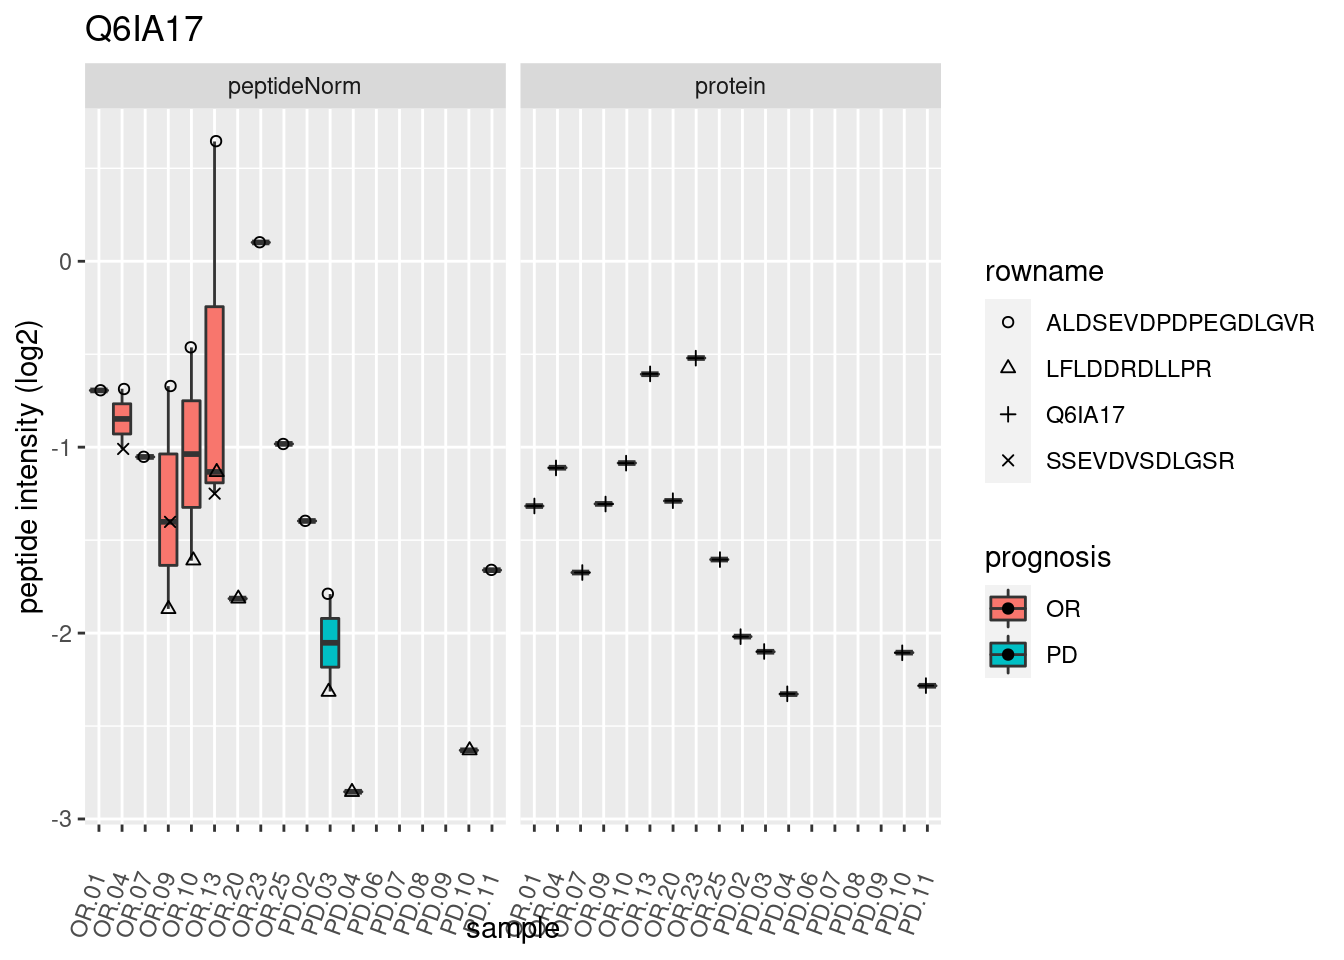 Q6IA17
peptideNorm
protein
peptide intensity (log2)
0
-1
-2
-3
OR.01
OR.04
OR.07
OR.09
OR.10
OR.13
OR.20
OR.23
OR.25
PD.02
PD.03
PD.04
PD.06
PD.07
PD.08
PD.09
PD.10
PD.11
OR.01
OR.04
OR.07
OR.09
OR.10
OR.13
OR.20
OR.23
OR.25
PD.02
PD.03
PD.04
PD.06
PD.07
PD.08
PD.09
PD.10
PD.11
sample
rowname
ALDSEVDPDPEGDLGVR
LFLDDRDLLPR
Q6IA17
SSEVDVSDLGSR
prognosis
OR
PD